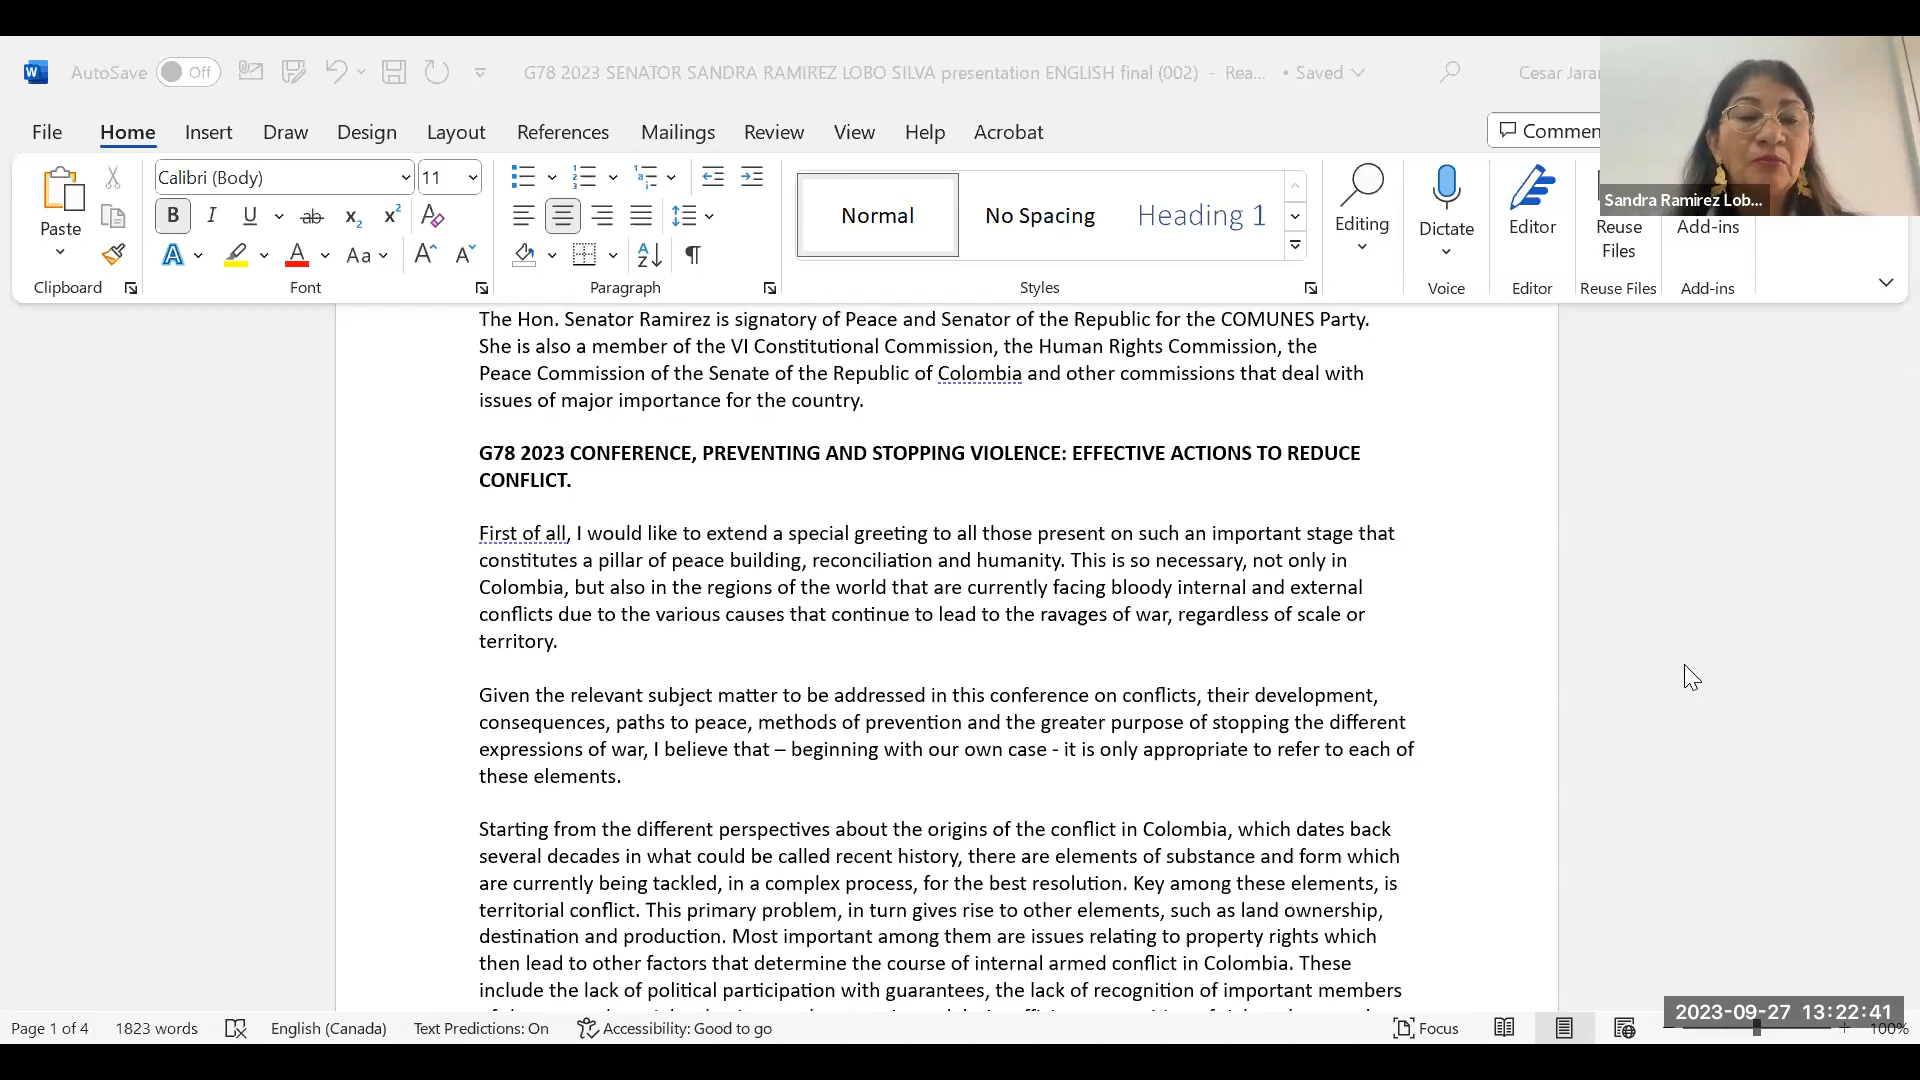 AutoSave Off G78 2023 SENATOR SANDRA RAMIREZ LOBO SILVA presentation ENGLISH final (002) - Rea... • Saved Cesar Jarar
File Home Insert Draw Design Layout References Mailings Review View Help Acrobat Commen
Sandra Ramirez Lob...
Paste
Calibri (Body) 11
Normal No Spacing Heading 1
Editing Dictate Editor Reuse Files Add-ins
Clipboard Font Paragraph Styles Voice Editor Reuse Files Add-ins
The Hon. Senator Ramirez is signatory of Peace and Senator of the Republic for the COMUNES Party.
She is also a member of the VI Constitutional Commission, the Human Rights Commission, the
Peace Commission of the Senate of the Republic of Colombia and other commissions that deal with
issues of major importance for the country.
G78 2023 CONFERENCE, PREVENTING AND STOPPING VIOLENCE: EFFECTIVE ACTIONS TO REDUCE
CONFLICT.
First of all, I would like to extend a special greeting to all those present on such an important stage that
constitutes a pillar of peace building, reconciliation and humanity. This is so necessary, not only in
Colombia, but also in the regions of the world that are currently facing bloody internal and external
conflicts due to the various causes that continue to lead to the ravages of war, regardless of scale or
territory.
Given the relevant subject matter to be addressed in this conference on conflicts, their development,
consequences, paths to peace, methods of prevention and the greater purpose of stopping the different
expressions of war, I believe that – beginning with our own case - it is only appropriate to refer to each of
these elements.
Starting from the different perspectives about the origins of the conflict in Colombia, which dates back
several decades in what could be called recent history, there are elements of substance and form which
are currently being tackled, in a complex process, for the best resolution. Key among these elements, is
territorial conflict. This primary problem, in turn gives rise to other elements, such as land ownership,
destination and production. Most important among them are issues relating to property rights which
then lead to other factors that determine the course of internal armed conflict in Colombia. These
include the lack of political participation with guarantees, the lack of recognition of important members
2023-09-27 13:22:41
Page 1 of 4 1823 words English (Canada) Text Predictions: On Accessibility: Good to go Focus 100%